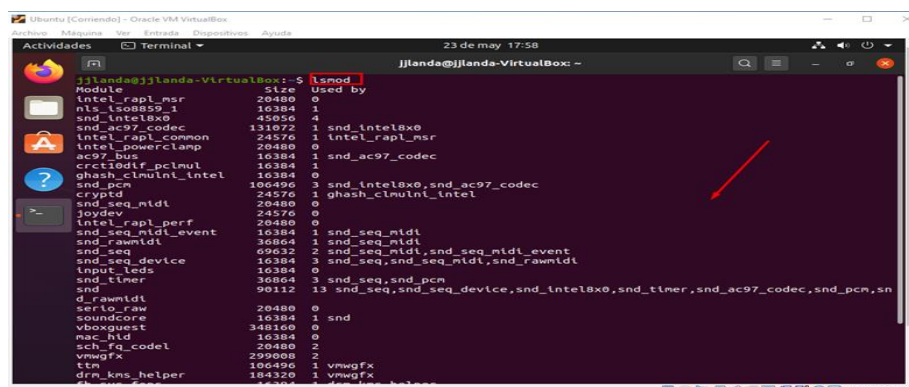 Ubuntu [Corriendo] - Oracle VM VirtualBox
Archivo Máquina Ver Entrada Dispositivos Ayuda
Actividades Terminal 23 de may 17:58
jjlanda@jjlanda-VirtualBox: ~
jjlanda@jjlanda-VirtualBox:~$ lsmod
Module Size Used by
intel_rapl_msr 20480 0
nls_iso8859_1 16384 1
snd_intel8x0 45056 4
snd_ac97_codec 131072 1 snd_intel8x0
intel_rapl_common 24576 1 intel_rapl_msr
intel_powerclamp 20480 0
ac97_bus 16384 1 snd_ac97_codec
crct10dif_pclmul 16384 1
ghash_clmulni_intel 16384 0
snd_pcm 106496 3 snd_intel8x0,snd_ac97_codec
cryptd 24576 1 ghash_clmulni_intel
snd_seq_midi 20480 0
joydev 24576 0
intel_rapl_perf 20480 0
snd_seq_midi_event 16384 1 snd_seq_midi
snd_rawmidi 36864 1 snd_seq_midi
snd_seq 69632 2 snd_seq_midi,snd_seq_midi_event
snd_seq_device 16384 3 snd_seq,snd_seq_midi,snd_rawmidi
input_leds 16384 0
snd_timer 36864 3 snd_seq,snd_pcm
snd 90112 13 snd_seq,snd_seq_device,snd_intel8x0,snd_timer,snd_ac97_codec,snd_pcm,sn
d_rawmidi
serio_raw 20480 0
soundcore 16384 1 snd
vboxguest 348160 0
mac_hid 16384 0
sch_fq_codel 20480 2
vmwgfx 299008 2
ttm 106496 1 vmwgfx
drm_kms_helper 184320 1 vmwgfx
fb_sys_fops 16384 1 drm_kms_helper